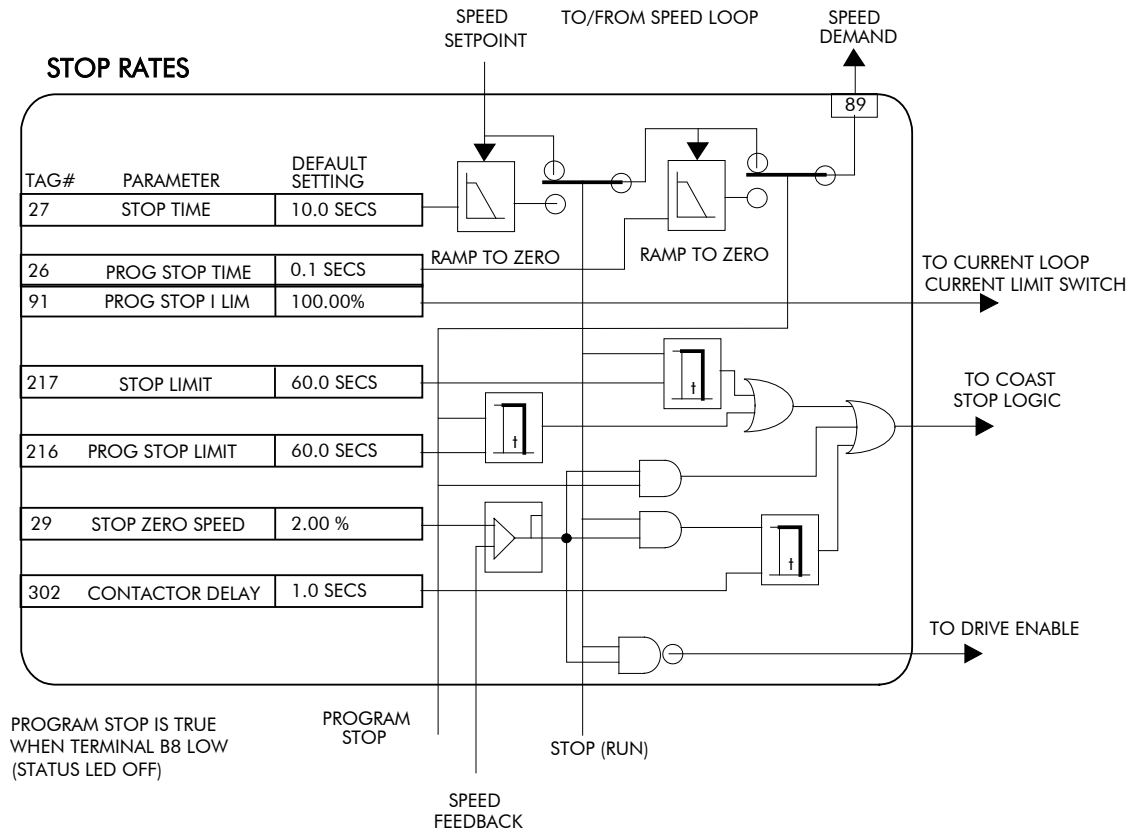 SPEED
SETPOINT
TO/FROM SPEED LOOP
SPEED
DEMAND
STOP RATES
89
TAG# PARAMETER DEFAULT
SETTING
27 STOP TIME 10.0 SECS
RAMP TO ZERO
RAMP TO ZERO
26 PROG STOP TIME 0.1 SECS
91 PROG STOP I LIM 100.00%
TO CURRENT LOOP
CURRENT LIMIT SWITCH
217 STOP LIMIT 60.0 SECS
t
TO COAST
STOP LOGIC
216 PROG STOP LIMIT 60.0 SECS
t
29 STOP ZERO SPEED 2.00 %
t
302 CONTACTOR DELAY 1.0 SECS
TO DRIVE ENABLE
PROGRAM STOP IS TRUE
WHEN TERMINAL B8 LOW
(STATUS LED OFF)
PROGRAM
STOP
STOP (RUN)
SPEED
FEEDBACK